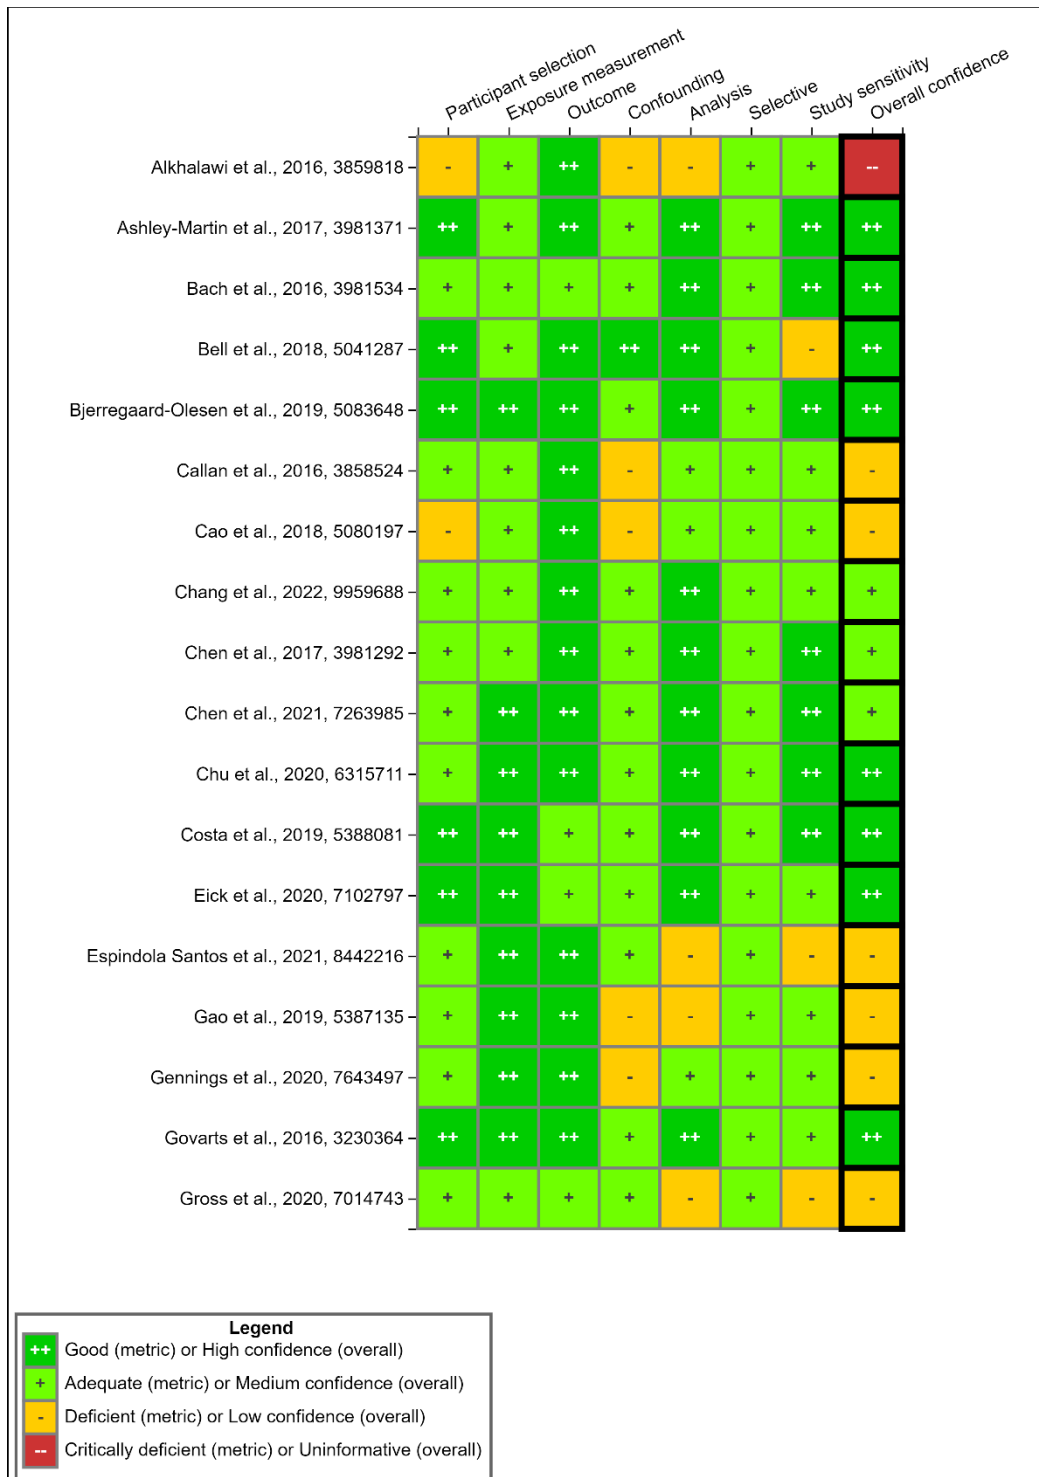 Participant selection
Exposure measurement
Outcome
Confounding
Analysis
Selective
Study sensitivity
Overall confidence
Alkhalawi et al., 2016, 3859818 - + ++ - - + + --
Ashley-Martin et al., 2017, 3981371 ++ + ++ + ++ + ++ ++
Bach et al., 2016, 3981534 + + + + ++ + ++ ++
Bell et al., 2018, 5041287 ++ + ++ ++ ++ + - ++
Bjerregaard-Olesen et al., 2019, 5083648 ++ ++ ++ + ++ + ++ ++
Callan et al., 2016, 3858524 + + ++ - + + + -
Cao et al., 2018, 5080197 - + ++ - + + + -
Chang et al., 2022, 9959688 + + ++ + ++ + + +
Chen et al., 2017, 3981292 + + ++ + ++ + ++ +
Chen et al., 2021, 7263985 + ++ ++ + ++ + ++ +
Chu et al., 2020, 6315711 + ++ ++ + ++ + ++ ++
Costa et al., 2019, 5388081 ++ ++ + + ++ + ++ ++
Eick et al., 2020, 7102797 ++ ++ + + ++ + + ++
Espindola Santos et al., 2021, 8442216 + ++ ++ + - + - -
Gao et al., 2019, 5387135 + ++ ++ - - + + -
Gennings et al., 2020, 7643497 + ++ ++ - + + + -
Govarts et al., 2016, 3230364 ++ ++ ++ + ++ + + ++
Gross et al., 2020, 7014743 + + + + - + - -
Legend
++ Good (metric) or High confidence (overall)
+ Adequate (metric) or Medium confidence (overall)
- Deficient (metric) or Low confidence (overall)
-- Critically deficient (metric) or Uninformative (overall)